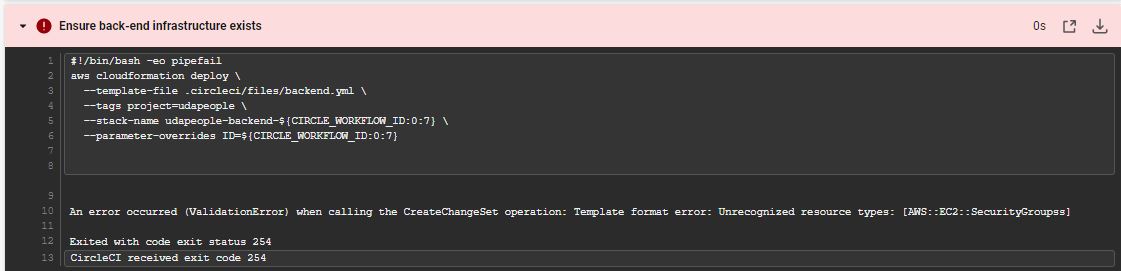 Ensure back-end infrastructure exists 0s
1 #!/bin/bash -eo pipefail
2 aws cloudformation deploy \
3 --template-file .circleci/files/backend.yml \
4 --tags project=udapeople \
5 --stack-name udapeople-backend-${CIRCLE_WORKFLOW_ID:0:7} \
6 --parameter-overrides ID=${CIRCLE_WORKFLOW_ID:0:7}
7
8
9
10 An error occurred (ValidationError) when calling the CreateChangeSet operation: Template format error: Unrecognized resource types: [AWS::EC2::SecurityGroupss]
11
12 Exited with code exit status 254
13 CircleCI received exit code 254